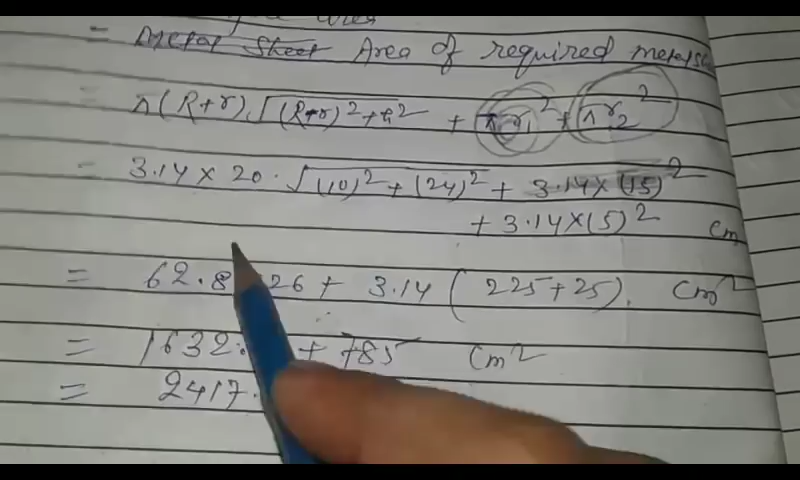 = Metal Sheet Area of required metal
= π(R+r).√(R+r)²+h² + πr₁² + πr₂²
= 3.14 × 20 . √(10)² + (24)² + 3.14×(15)²
+ 3.14×(5)² cm
= 62.8 26 + 3.14 ( 225+25). cm²
= 1632. + 785 cm²
= 2417.